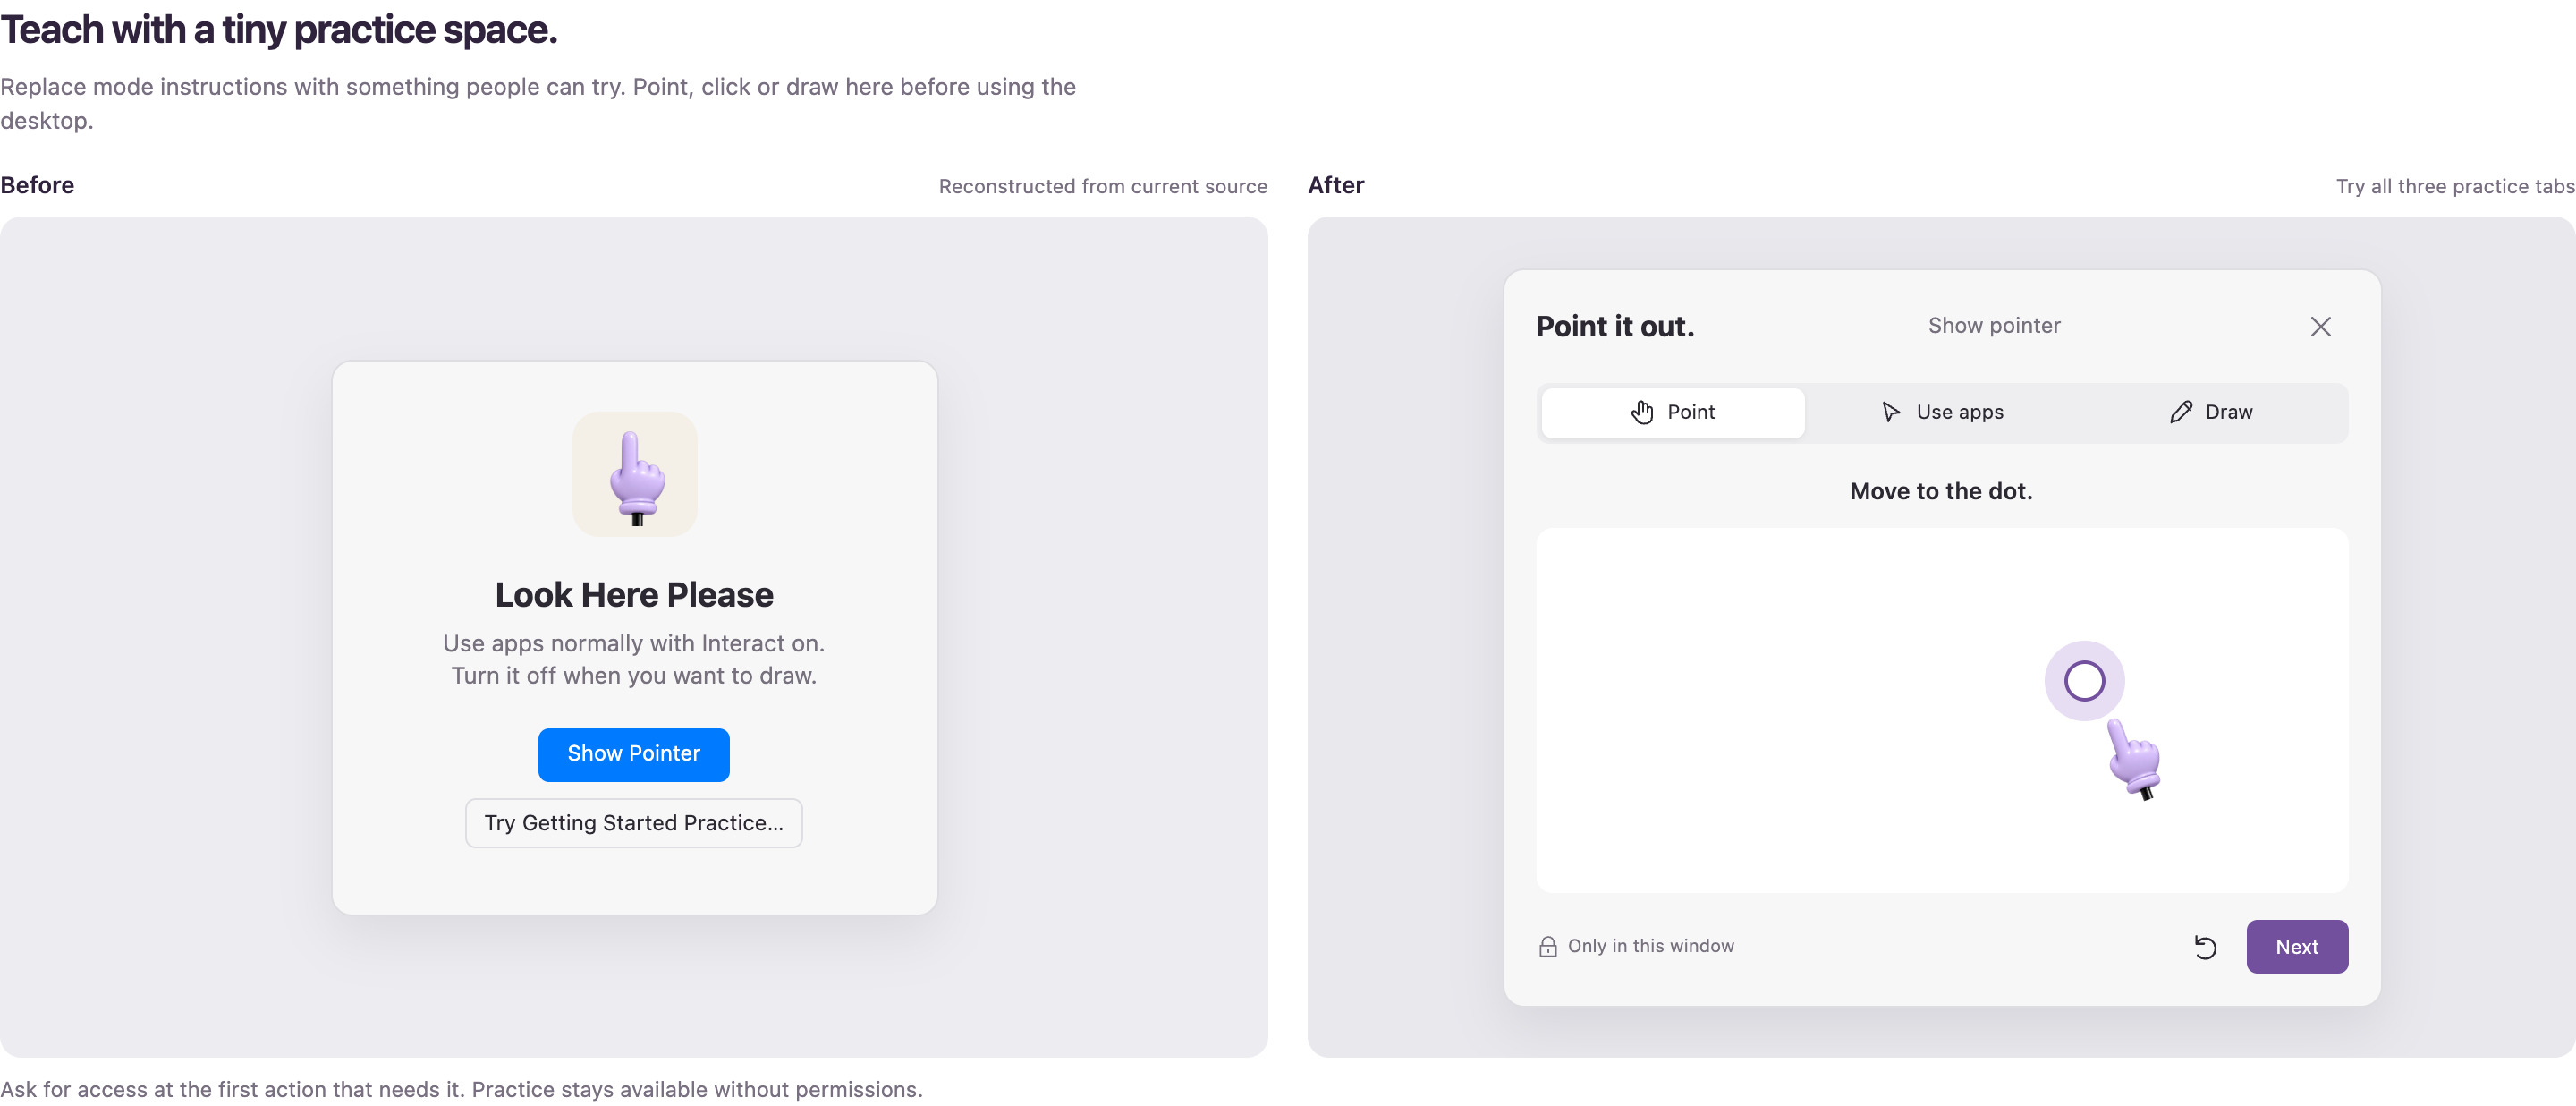 Teach with a tiny practice space.
Replace mode instructions with something people can try. Point, click or draw here before using the
desktop.
Before
Reconstructed from current source
Look Here Please
Use apps normally with Interact on.
Turn it off when you want to draw.
Show Pointer
Try Getting Started Practice...
After
Try all three practice tabs
Point it out.
Show pointer
Point
Use apps
Draw
Move to the dot.
Only in this window
Next
Ask for access at the first action that needs it. Practice stays available without permissions.